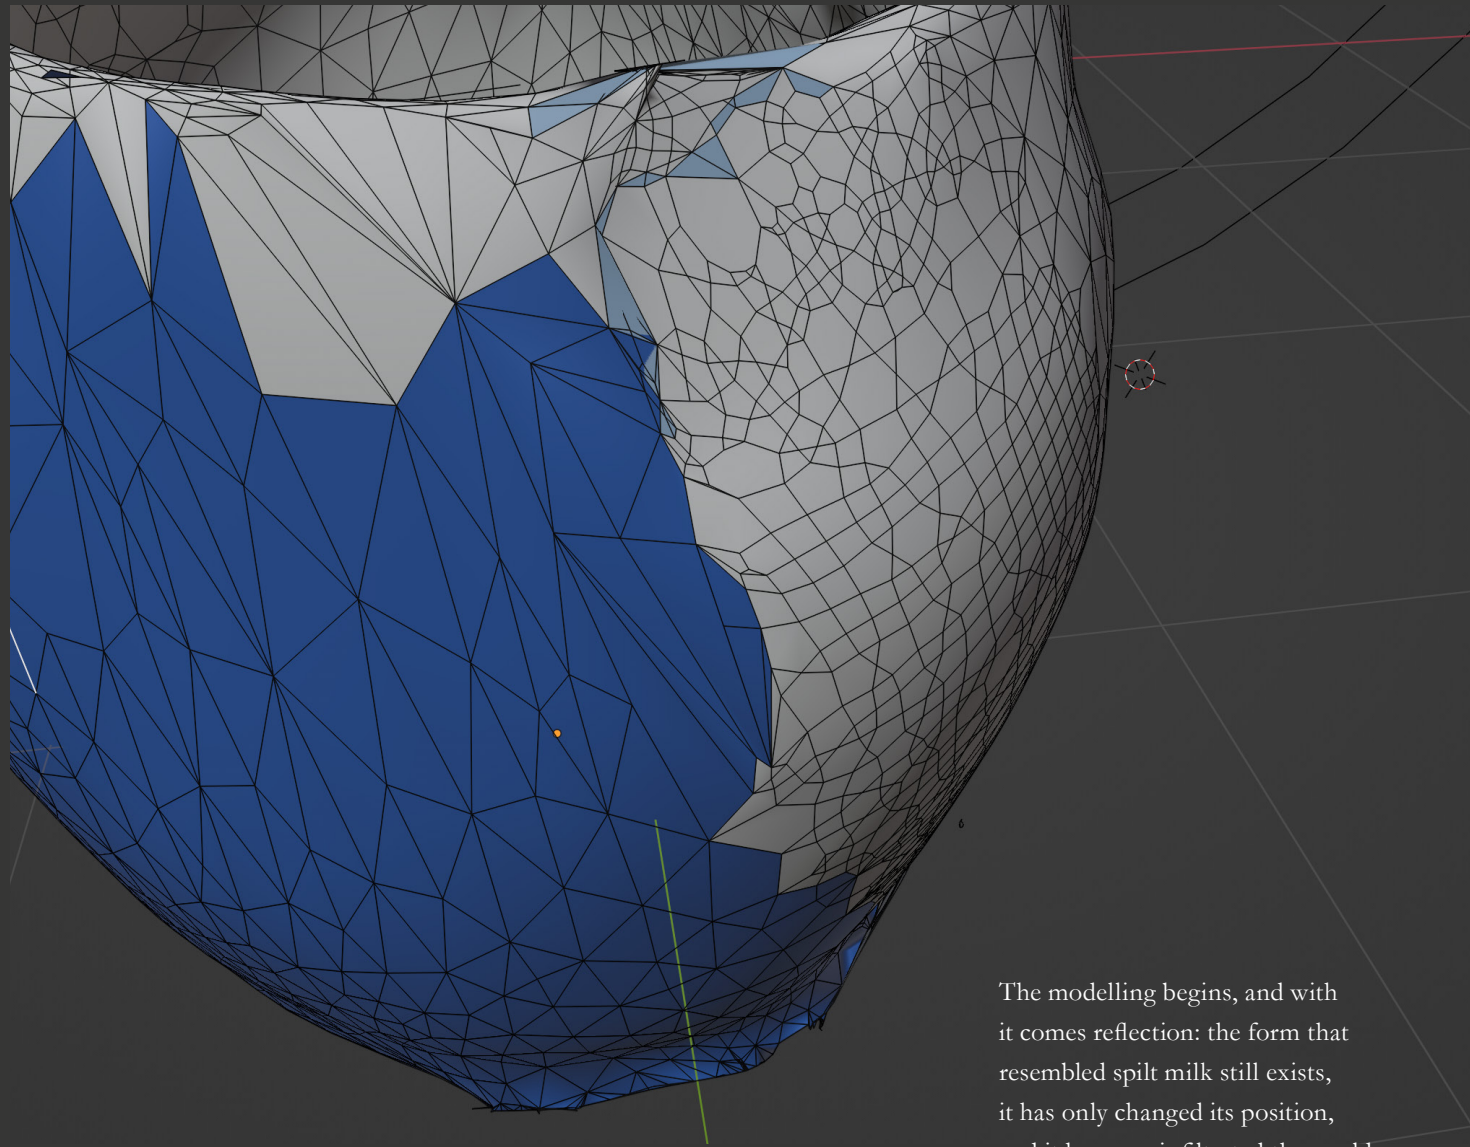 The modelling begins, and with
it comes reflection: the form that
resembled spilt milk still exists,
it has only changed its position,